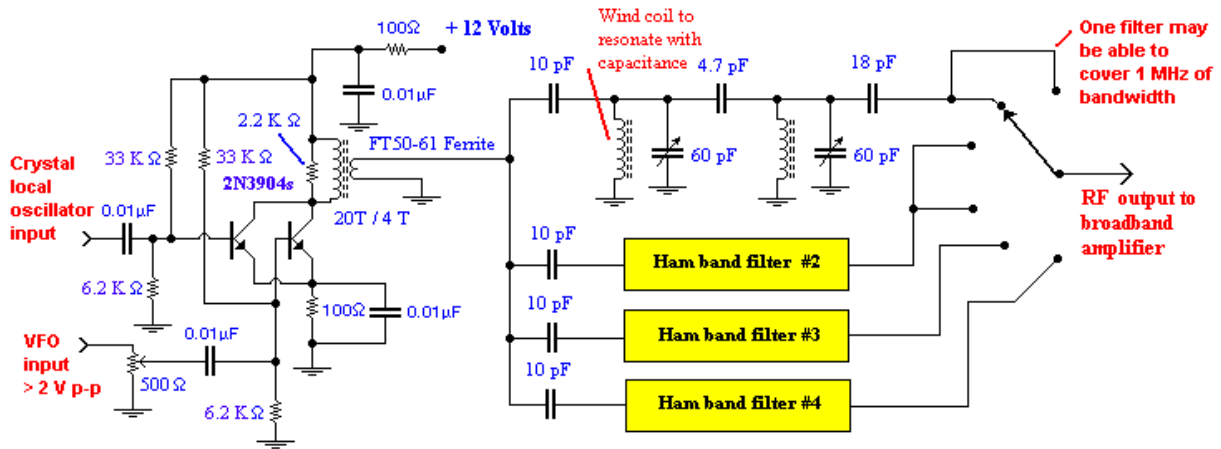 100Ω
+ 12 Volts
0.01µF
2.2 K Ω
33 K Ω
33 K Ω
2N3904s
FT50-61 Ferrite
20T / 4 T
Crystal
local
oscillator
input
0.01µF
6.2 K Ω
100Ω
0.01µF
VFO
input
> 2 V p-p
500 Ω
0.01µF
6.2 K Ω
Wind coil to
resonate with
capacitance
10 pF
4.7 pF
18 pF
60 pF
60 pF
One filter may
be able to
cover 1 MHz of
bandwidth
RF output to
broadband
amplifier
10 pF
Ham band filter #2
10 pF
Ham band filter #3
10 pF
Ham band filter #4